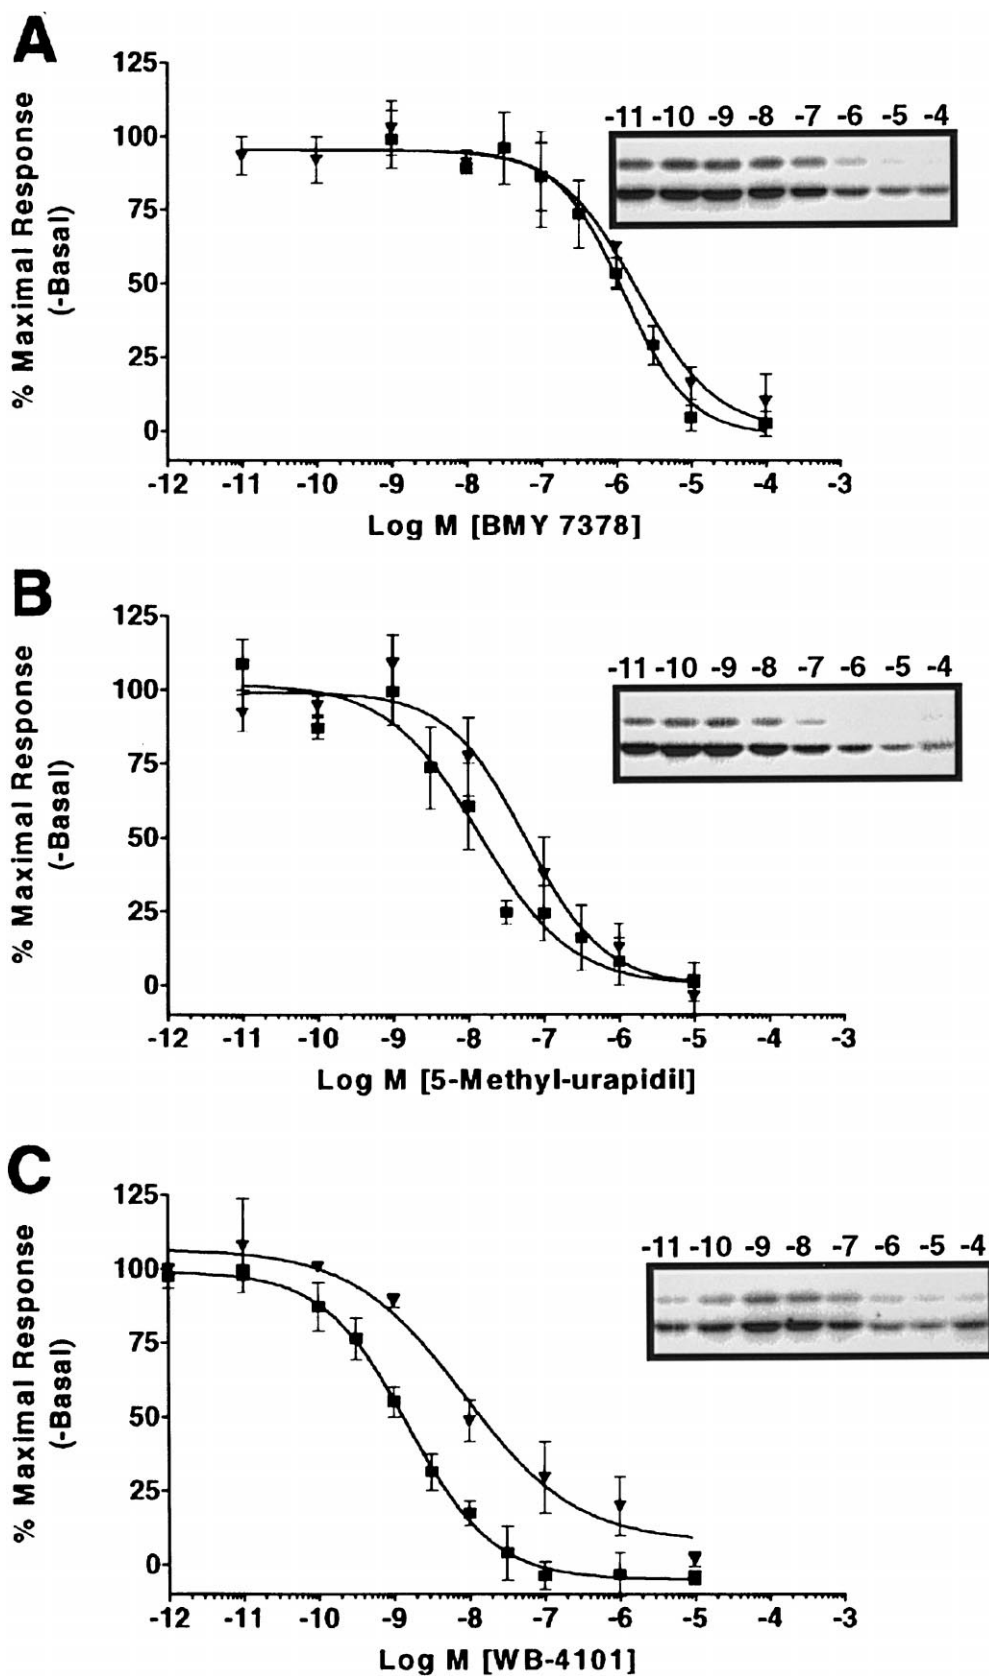 A
125
100
75
50
25
0
% Maximal Response
(-Basal)
-11 -10 -9 -8 -7 -6 -5 -4
-12 -11 -10 -9 -8 -7 -6 -5 -4 -3
Log M [BMY 7378]
B
125
100
75
50
25
0
% Maximal Response
(-Basal)
-11 -10 -9 -8 -7 -6 -5 -4
-12 -11 -10 -9 -8 -7 -6 -5 -4 -3
Log M [5-Methyl-urapidil]
C
125
100
75
50
25
0
% Maximal Response
(-Basal)
-11 -10 -9 -8 -7 -6 -5 -4
-12 -11 -10 -9 -8 -7 -6 -5 -4 -3
Log M [WB-4101]